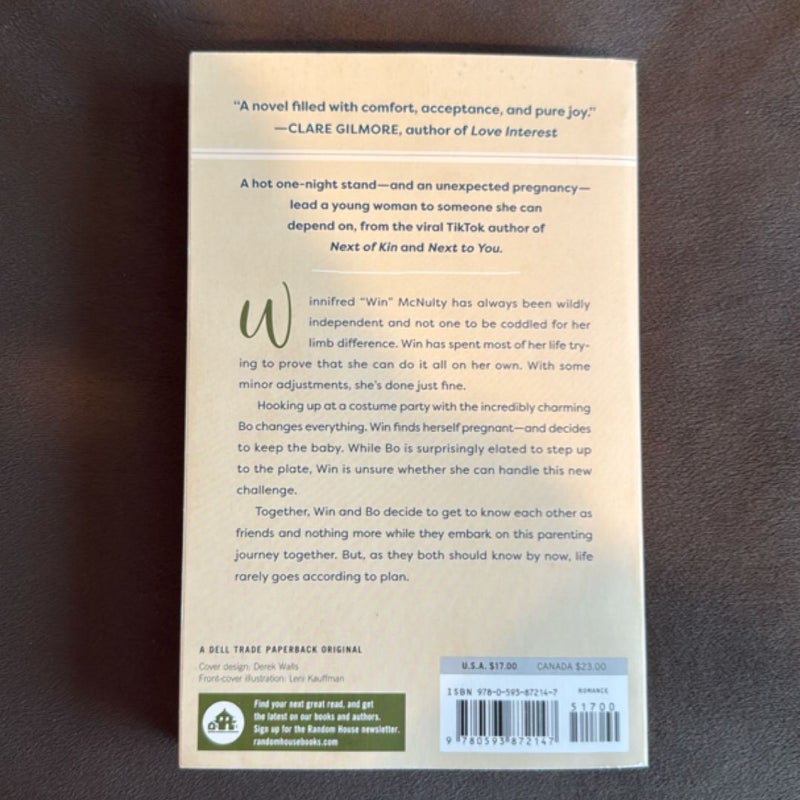 “A novel filled with comfort, acceptance, and pure joy.”
—CLARE GILMORE, author of Love Interest
A hot one-night stand—and an unexpected pregnancy—
lead a young woman to someone she can
depend on, from the viral TikTok author of
Next of Kin and Next to You.
Winnifred “Win” McNulty has always been wildly
independent and not one to be coddled for her
limb difference. Win has spent most of her life try-
ing to prove that she can do it all on her own. With some
minor adjustments, she’s done just fine.
Hooking up at a costume party with the incredibly charming
Bo changes everything. Win finds herself pregnant—and decides
to keep the baby. While Bo is surprisingly elated to step up
to the plate, Win is unsure whether she can handle this new
challenge.
Together, Win and Bo decide to get to know each other as
friends and nothing more while they embark on this parenting
journey together. But, as they both should know by now, life
rarely goes according to plan.
A DELL TRADE PAPERBACK ORIGINAL
Cover design: Derek Walls
Front-cover illustration: Leni Kauffman
Find your next great read, and get
the latest on our books and authors.
Sign up for the Random House newsletter.
randomhousebooks.com
U.S.A. $17.00 CANADA $23.00
ISBN 978-0-593-87214-7
ROMANCE
51700
9 780593 872147